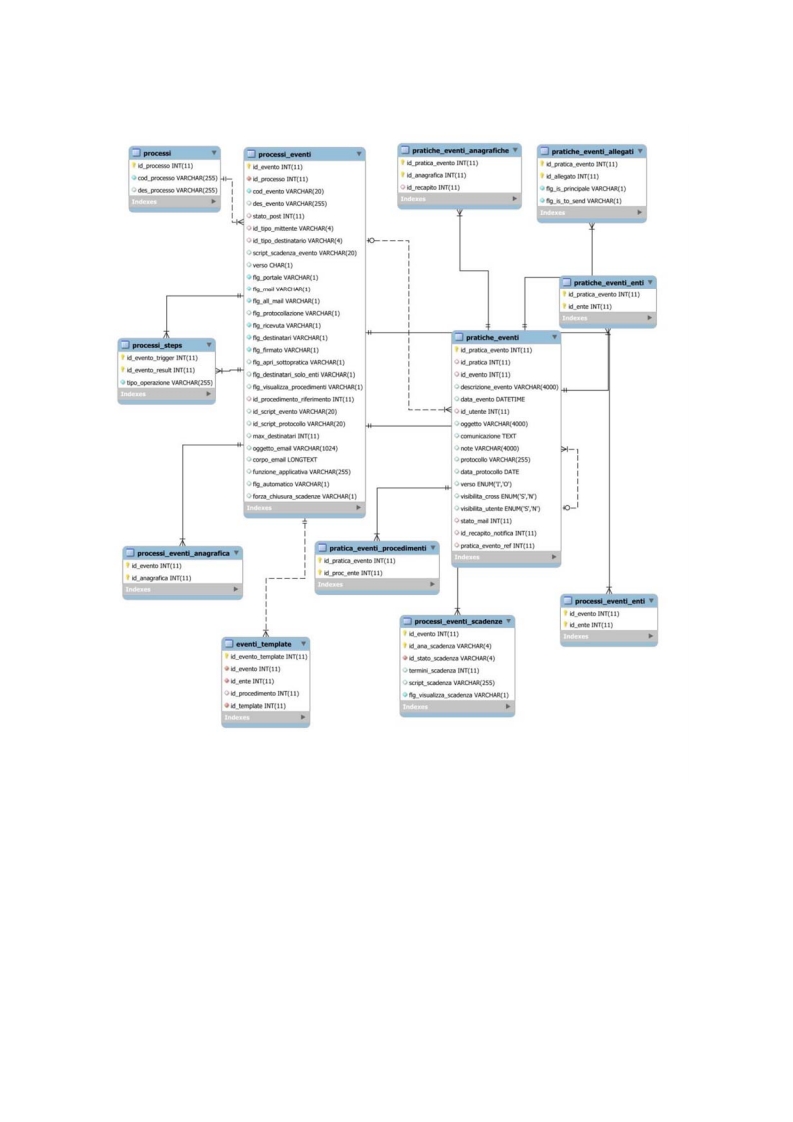 processi
id_processo INT(11)
cod_processo VARCHAR(255)
des_processo VARCHAR(255)
Indexes
processi_eventi
id_evento INT(11)
id_processo INT(11)
cod_evento VARCHAR(20)
des_evento VARCHAR(255)
stato_post INT(11)
id_tipo_mittente VARCHAR(4)
id_tipo_destinatario VARCHAR(4)
script_scadenza_evento VARCHAR(20)
verso CHAR(1)
flg_portale VARCHAR(1)
flg_mail VARCHAR(1)
flg_all_mail VARCHAR(1)
flg_protocollazione VARCHAR(1)
flg_ricevuta VARCHAR(1)
flg_destinatari VARCHAR(1)
flg_firmato VARCHAR(1)
flg_apri_sottopratica VARCHAR(1)
flg_destinatari_solo_enti VARCHAR(1)
flg_visualizza_procedimenti VARCHAR(1)
id_procedimento_riferimento INT(11)
id_script_evento VARCHAR(20)
id_script_protocollo VARCHAR(20)
max_destinatari INT(11)
oggetto_email VARCHAR(1024)
corpo_email LONGTEXT
funzione_applicativa VARCHAR(255)
flg_automatico VARCHAR(1)
forza_chiusura_scadenze VARCHAR(1)
Indexes
pratiche_eventi_anagrafiche
id_pratica_evento INT(11)
id_anagrafica INT(11)
id_recapito INT(11)
Indexes
pratiche_eventi_allegati
id_pratica_evento INT(11)
id_allegato INT(11)
flg_is_principale VARCHAR(1)
flg_is_to_send VARCHAR(1)
Indexes
pratiche_eventi_enti
id_pratica_evento INT(11)
id_ente INT(11)
Indexes
processi_steps
id_evento_trigger INT(11)
id_evento_result INT(11)
tipo_operazione VARCHAR(255)
Indexes
pratiche_eventi
id_pratica_evento INT(11)
id_pratica INT(11)
id_evento INT(11)
descrizione_evento VARCHAR(4000)
data_evento DATETIME
id_utente INT(11)
oggetto VARCHAR(4000)
comunicazione TEXT
note VARCHAR(4000)
protocollo VARCHAR(255)
data_protocollo DATE
verso ENUM('I','O')
visibilita_cross ENUM('S','N')
visibilita_utente ENUM('S','N')
stato_mail INT(11)
id_recapito_notifica INT(11)
pratica_evento_ref INT(11)
Indexes
processi_eventi_anagrafica
id_evento INT(11)
id_anagrafica INT(11)
Indexes
pratica_eventi_procedimenti
id_pratica_evento INT(11)
id_proc_ente INT(11)
Indexes
eventi_template
id_evento_template INT(11)
id_evento INT(11)
id_ente INT(11)
id_procedimento INT(11)
id_template INT(11)
Indexes
processi_eventi_scadenze
id_evento INT(11)
id_ana_scadenza VARCHAR(4)
id_stato_scadenza VARCHAR(4)
termini_scadenza INT(11)
script_scadenza VARCHAR(255)
flg_visualizza_scadenza VARCHAR(1)
Indexes
processi_eventi_enti
id_evento INT(11)
id_ente INT(11)
Indexes